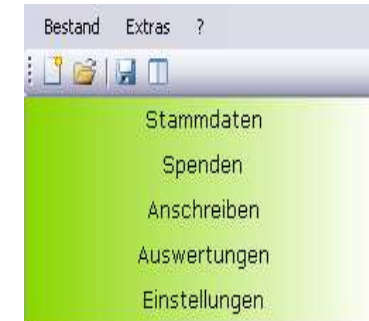 Bestand Extras ?
Stammdaten
Spenden
Anschreiben
Auswertungen
Einstellungen